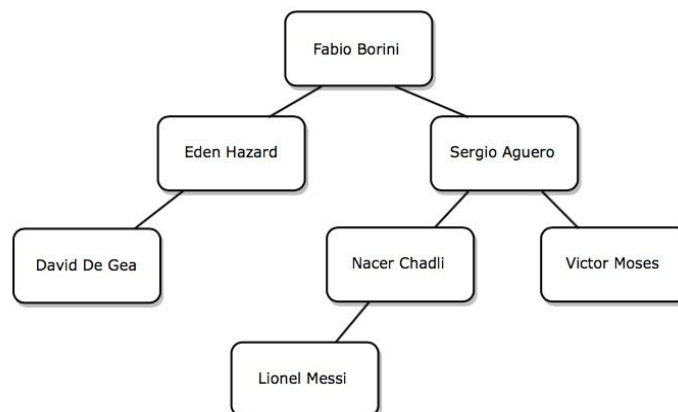 Fabio Borini
Eden Hazard
Sergio Aguero
David De Gea
Nacer Chadli
Victor Moses
Lionel Messi